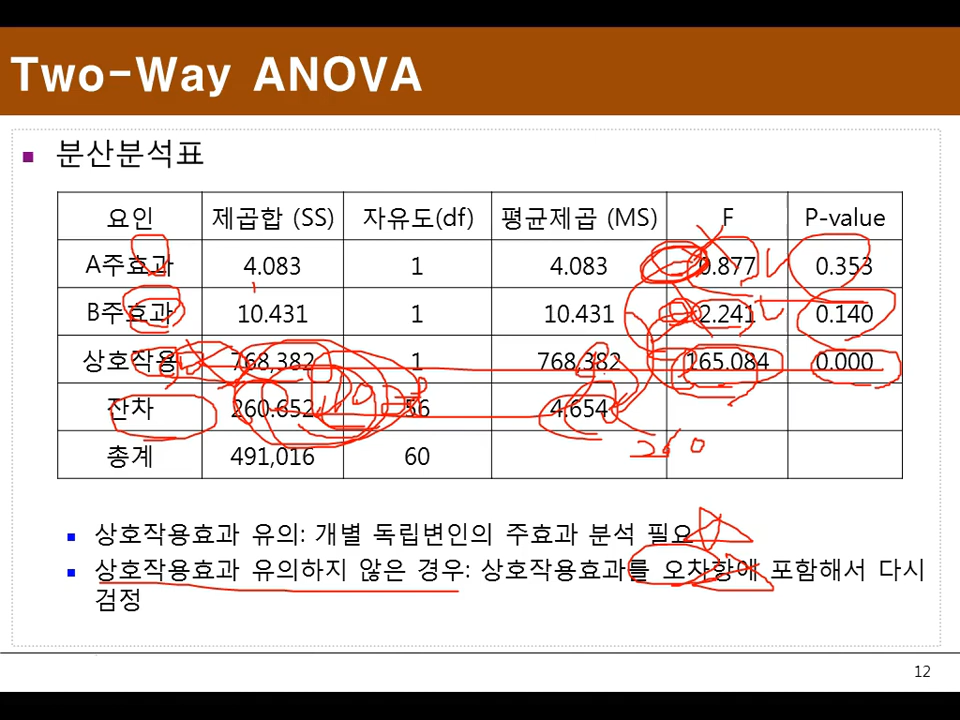 Two-Way ANOVA
분산분석표
요인 제곱합 (SS) 자유도(df) 평균제곱 (MS) F P-value
A주효과 4.083 1 4.083 0.877 0.353
B주효과 10.431 1 10.431 2.241 0.140
상호작용 768,382 1 768,382 165.084 0.000
잔차 260.652 56 4.654
총계 491,016 60
260
상호작용효과 유의: 개별 독립변인의 주효과 분석 필요
상호작용효과 유의하지 않은 경우: 상호작용효과를 오차항에 포함해서 다시
검정
12